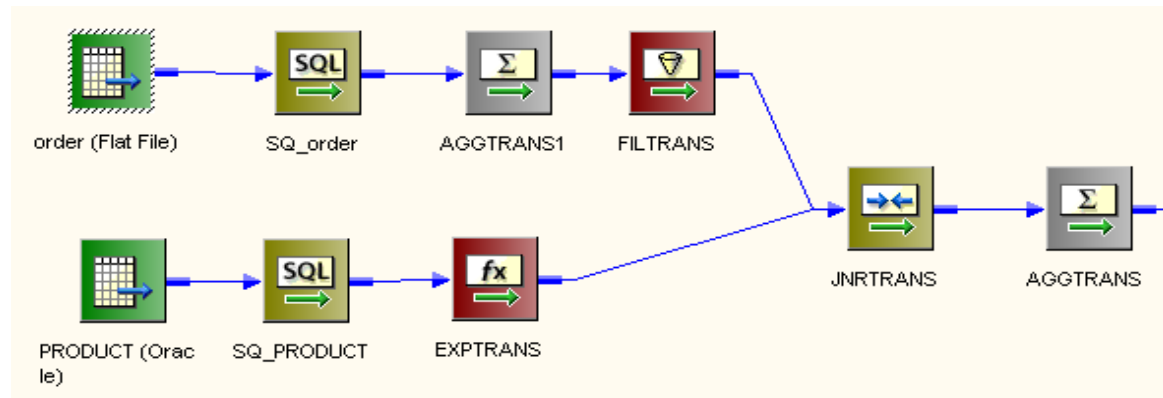 SQL
Σ
order (Flat File)
SQ_order
AGGTRANS1
FILTRANS
Σ
JNRTRANS
AGGTRANS
SQL
fx
PRODUCT (Orac
le)
SQ_PRODUCT
EXPTRANS